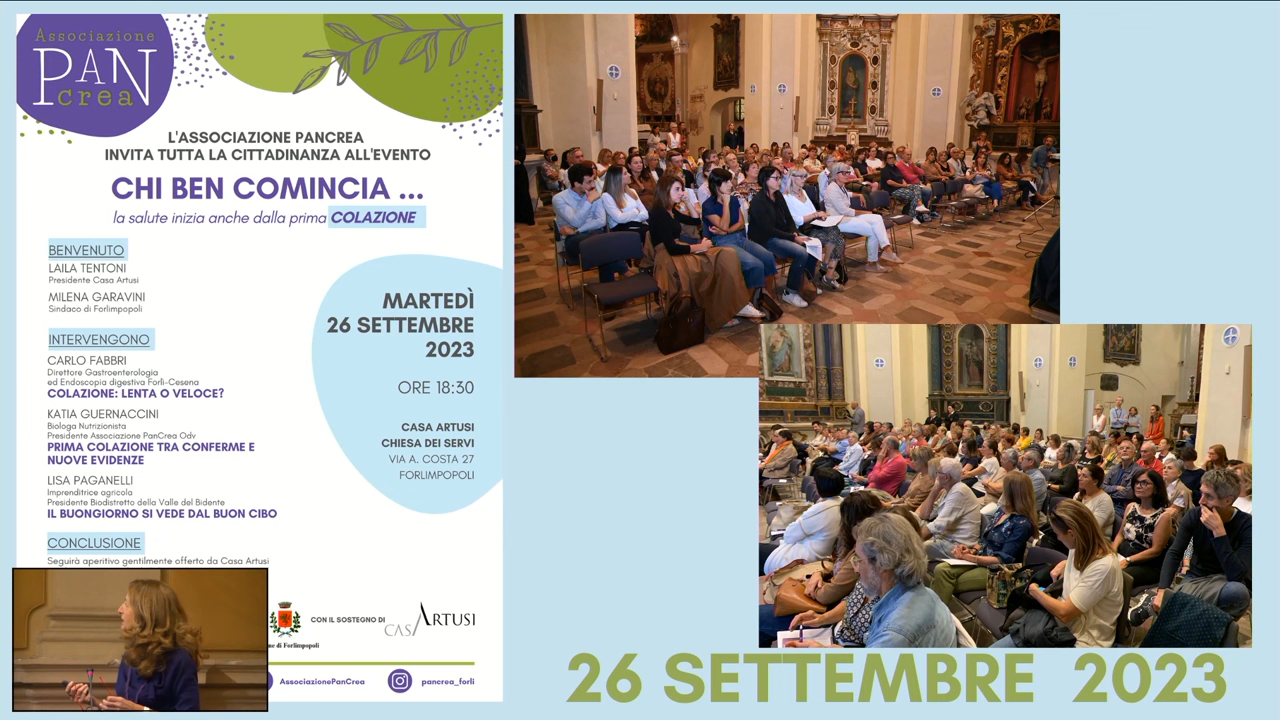 Associazione
PAN
crea
L'ASSOCIAZIONE PANCREA
INVITA TUTTA LA CITTADINANZA ALL'EVENTO
CHI BEN COMINCIA ...
la salute inizia anche dalla prima COLAZIONE
BENVENUTO
LAILA TENTONI
Presidente Casa Artusi
MILENA GARAVINI
Sindaco di Forlimpopoli
INTERVENGONO
CARLO FABBRI
Direttore Gastroenterologia
ed Endoscopia digestiva Forlì-Cesena
COLAZIONE: LENTA O VELOCE?
KATIA GUERNACCINI
Biologa Nutrizionista
Presidente Associazione PanCrea Odv
PRIMA COLAZIONE TRA CONFERME E
NUOVE EVIDENZE
LISA PAGANELLI
Imprenditrice agricola
Presidente Biodistretto della Valle del Bidente
IL BUONGIORNO SI VEDE DAL BUON CIBO
CONCLUSIONE
Seguirà aperitivo gentilmente offerto da Casa Artusi
MARTEDÌ
26 SETTEMBRE
2023
ORE 18:30
CASA ARTUSI
CHIESA DEI SERVI
VIA A. COSTA 27
FORLIMPOPOLI
CON IL SOSTEGNO DI
CASARTUSI
ne di Forlimpopoli
AssociazionePanCrea
pancrea_forli
26 SETTEMBRE 2023